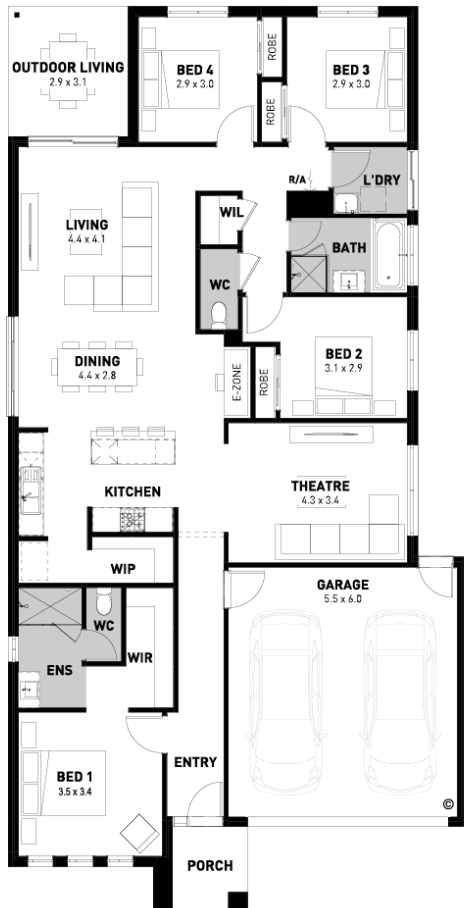 OUTDOOR LIVING
2.9 x 3.1
BED 4
2.9 x 3.0
ROBE
ROBE
BED 3
2.9 x 3.0
R/A
L'DRY
LIVING
4.4 x 4.1
WIL
BATH
WC
DINING
4.4 x 2.8
E-ZONE
ROBE
BED 2
3.1 x 2.9
KITCHEN
THEATRE
4.3 x 3.4
WIP
GARAGE
5.5 x 6.0
WC
WIR
ENS
BED 1
3.5 x 3.4
ENTRY
©
PORCH